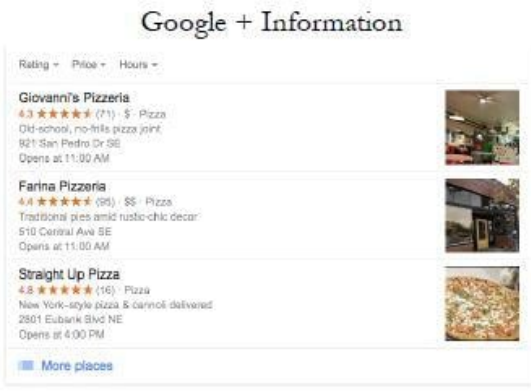 Google + Information
Rating Price Hours
Giovanni's Pizzeria
4.3 ★★★★★ (71) · $ · Pizza
Old-school, no-frills pizza joint
921 San Pedro Dr SE
Opens at 11:00 AM
Farina Pizzeria
4.4 ★★★★★ (95) · $$ · Pizza
Traditional pies amid rustic-chic decor
510 Central Ave SE
Opens at 11:00 AM
Straight Up Pizza
4.8 ★★★★★ (16) · Pizza
New York-style pizza & cannoli delivered
2801 Eubank Blvd NE
Opens at 4:00 PM
More places